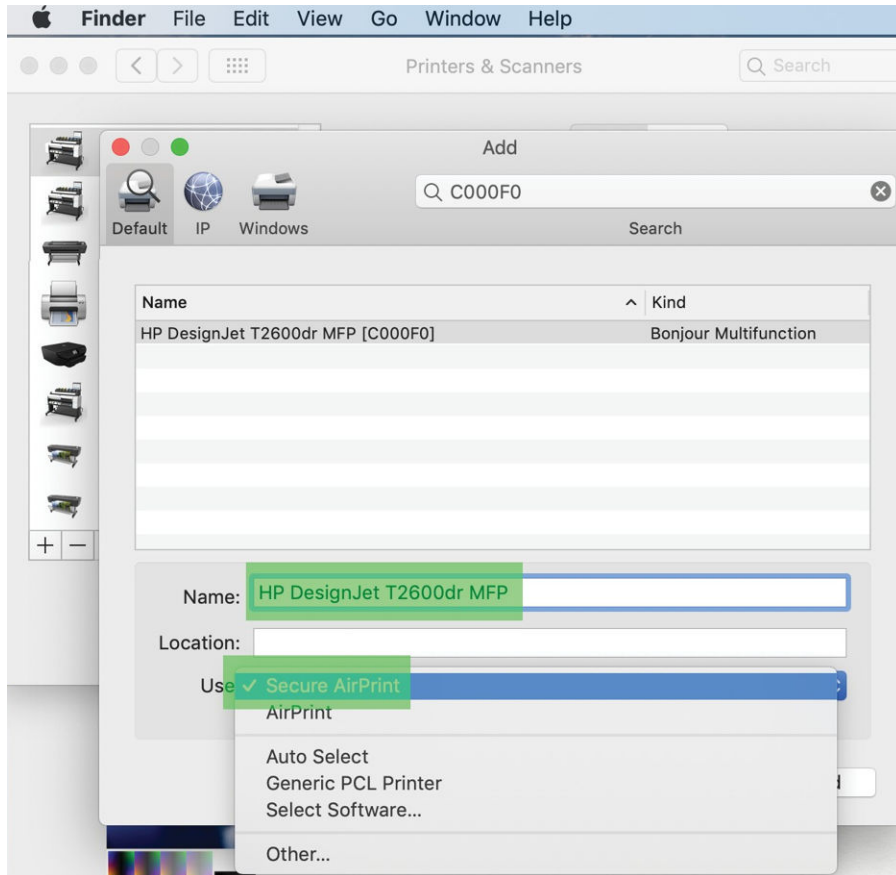 Finder File Edit View Go Window Help
Printers & Scanners
Search
Add
C000F0
Default IP Windows
Search
Name Kind
HP DesignJet T2600dr MFP [C000F0] Bonjour Multifunction
Name: HP DesignJet T2600dr MFP
Location:
Use ✓ Secure AirPrint
AirPrint
Auto Select
Generic PCL Printer
Select Software...
Other...